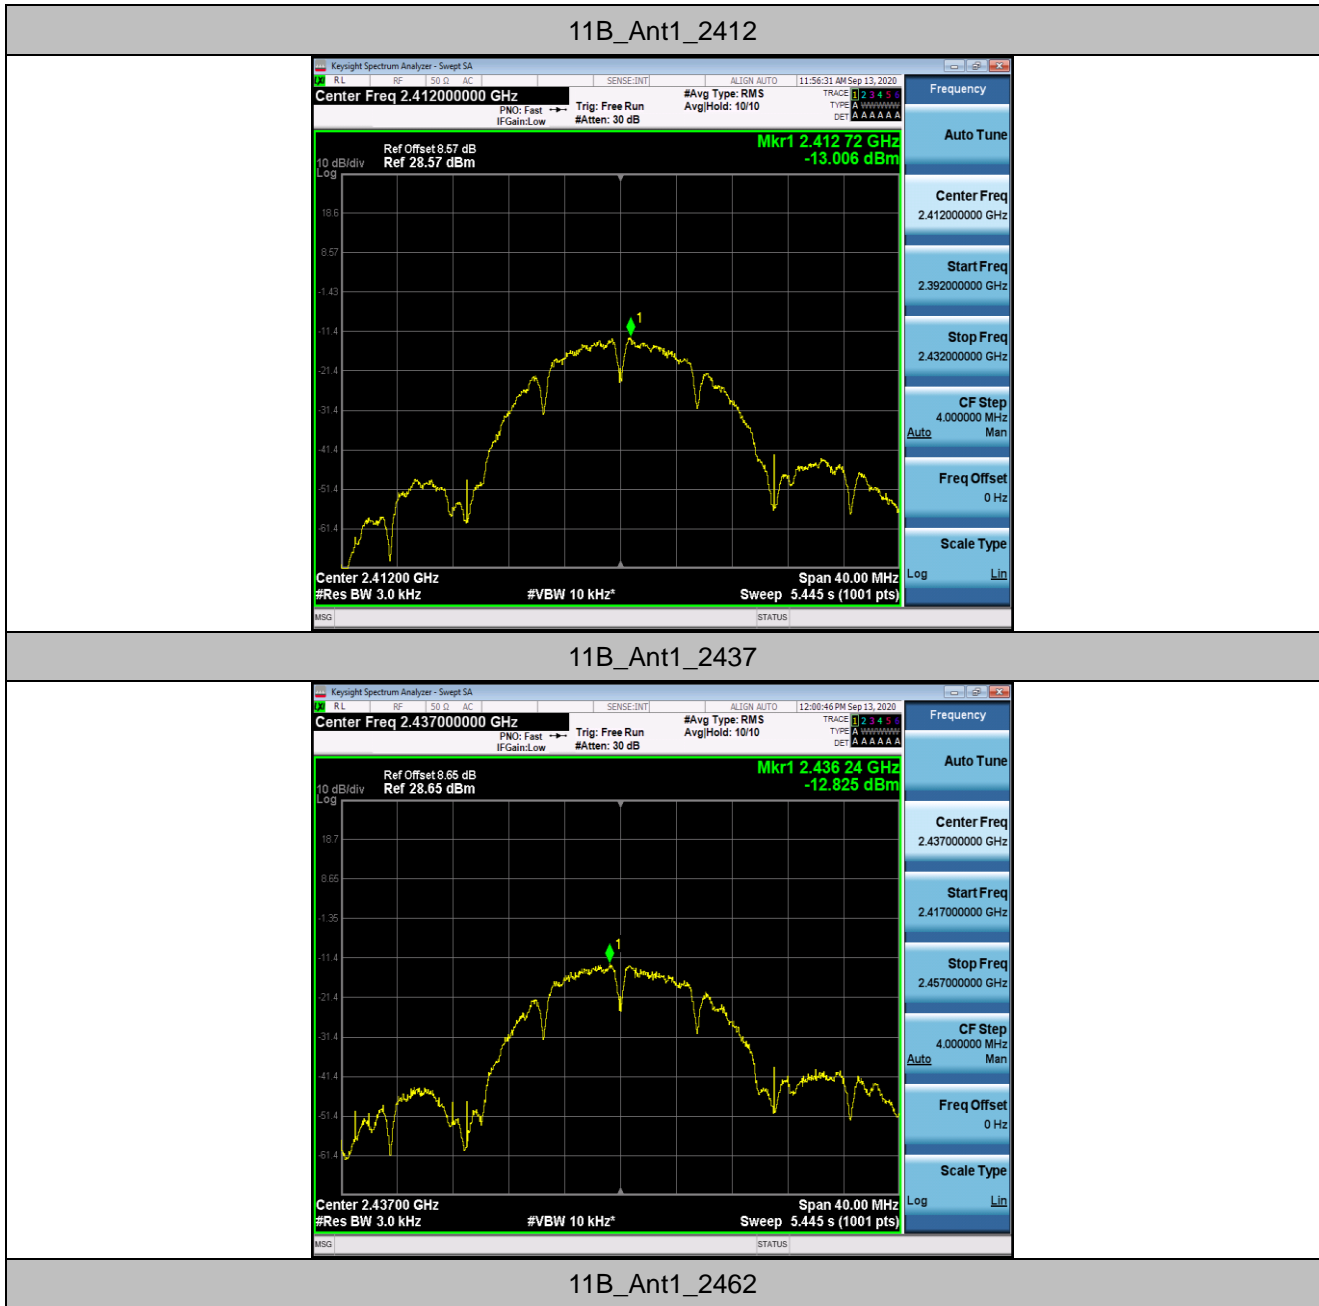 11B_Ant1_2412
Keysight Spectrum Analyzer - Swept SA
RL RF 50 Ω AC SENSE:INT ALIGN AUTO 11:56:31 AM Sep 13, 2020
Center Freq 2.412000000 GHz
PNO: Fast
IFGain:Low
Trig: Free Run
#Atten: 30 dB
#Avg Type: RMS
Avg|Hold: 10/10
TRACE 1 2 3 4 5 6
TYPE A WWWWW
DET A A A A A A
Frequency
Mkr1 2.412 72 GHz
-13.006 dBm
Ref Offset 8.57 dB
10 dB/div Ref 28.57 dBm
Log
18.6
8.57
-1.43
-11.4
-21.4
-31.4
-41.4
-51.4
-61.4
1
Center 2.41200 GHz Span 40.00 MHz
#Res BW 3.0 kHz #VBW 10 kHz* Sweep 5.445 s (1001 pts)
MSG STATUS
Auto Tune
Center Freq
2.412000000 GHz
Start Freq
2.392000000 GHz
Stop Freq
2.432000000 GHz
CF Step
4.000000 MHz
Auto Man
Freq Offset
0 Hz
Scale Type
Log Lin
11B_Ant1_2437
Keysight Spectrum Analyzer - Swept SA
RL RF 50 Ω AC SENSE:INT ALIGN AUTO 12:00:46 PM Sep 13, 2020
Center Freq 2.437000000 GHz
PNO: Fast
IFGain:Low
Trig: Free Run
#Atten: 30 dB
#Avg Type: RMS
Avg|Hold: 10/10
TRACE 1 2 3 4 5 6
TYPE A WWWWW
DET A A A A A A
Frequency
Mkr1 2.436 24 GHz
-12.825 dBm
Ref Offset 8.65 dB
10 dB/div Ref 28.65 dBm
Log
18.7
8.65
-1.35
-11.4
-21.4
-31.4
-41.4
-51.4
-61.4
1
Center 2.43700 GHz Span 40.00 MHz
#Res BW 3.0 kHz #VBW 10 kHz* Sweep 5.445 s (1001 pts)
MSG STATUS
Auto Tune
Center Freq
2.437000000 GHz
Start Freq
2.417000000 GHz
Stop Freq
2.457000000 GHz
CF Step
4.000000 MHz
Auto Man
Freq Offset
0 Hz
Scale Type
Log Lin
11B_Ant1_2462